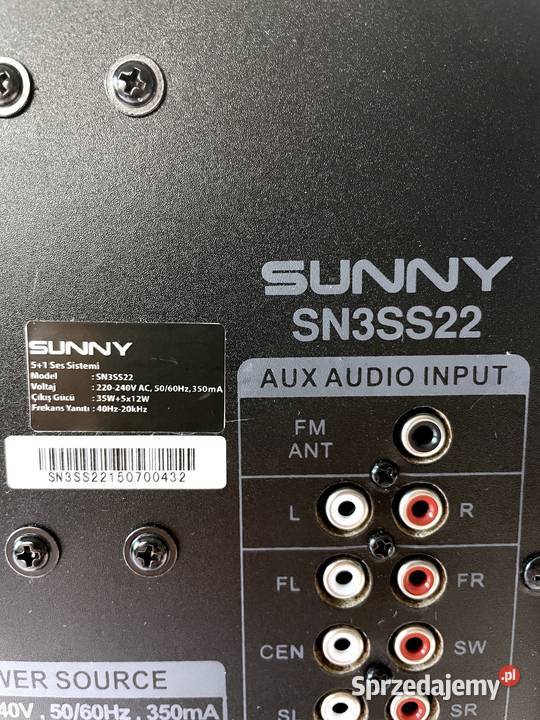 SUNNY
SN3SS22
SUNNY
5+1 Ses Sistemi
Model : SN3SS22
Voltaj : 220-240V AC, 50/60Hz, 350mA
Çıkış Gücü : 35W+5x12W
Frekans Yanıtı : 40Hz-20kHz
SN3SS22150700432
AUX AUDIO INPUT
FM
ANT
L R
FL FR
CEN SW
SL SR
WER SOURCE
40V , 50/60Hz , 350mA
Sprzedajemy.pl